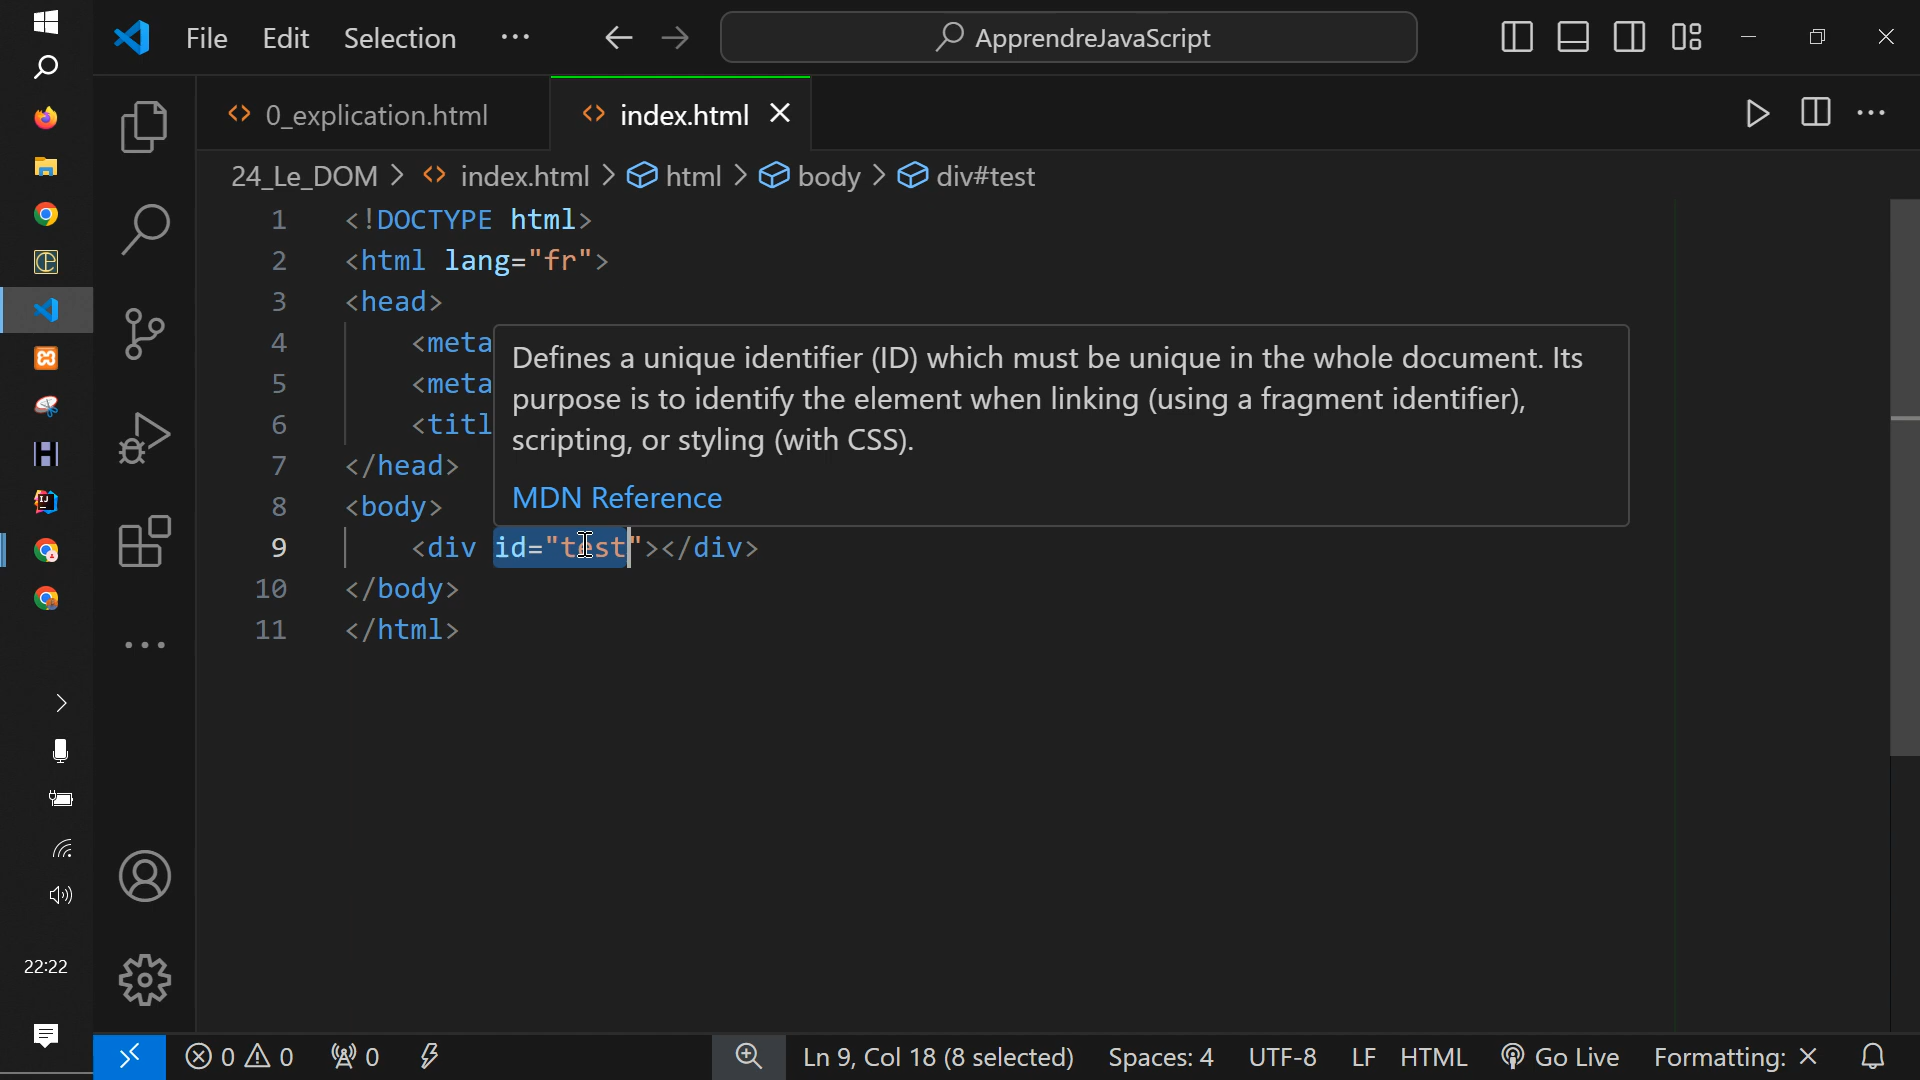 File Edit Selection ··· ApprendreJavaScript
0_explication.html index.html
24_Le_DOM > index.html > html > body > div#test
1 <!DOCTYPE html>
2 <html lang="fr">
3 <head>
4 <meta
5 <meta
6 <titl
Defines a unique identifier (ID) which must be unique in the whole document. Its
purpose is to identify the element when linking (using a fragment identifier),
scripting, or styling (with CSS).
MDN Reference
7 </head>
8 <body>
9 <div id="test"></div>
10 </body>
11 </html>
22:22
0 0 0 Ln 9, Col 18 (8 selected) Spaces: 4 UTF-8 LF HTML Go Live Formatting: ×